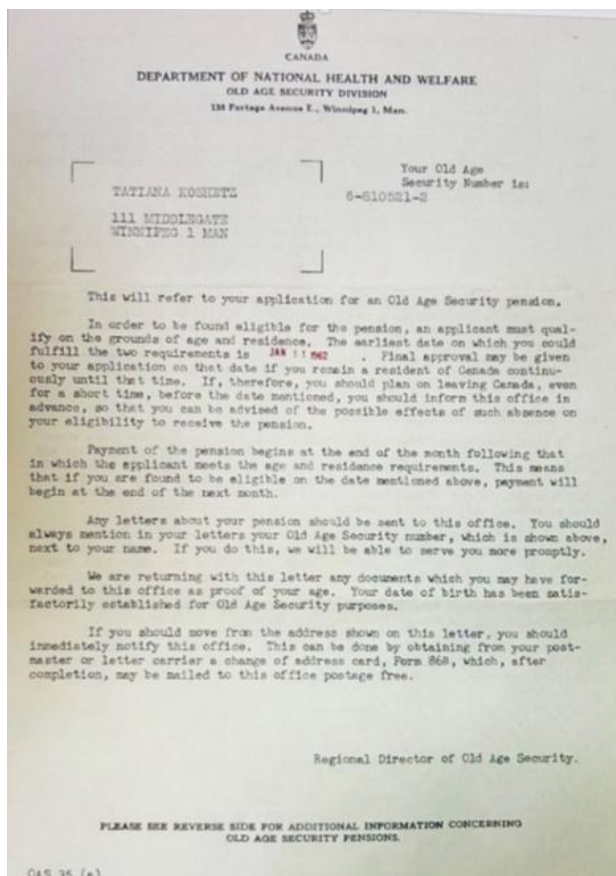 CANADA
DEPARTMENT OF NATIONAL HEALTH AND WELFARE
OLD AGE SECURITY DIVISION
138 Portage Avenue E., Winnipeg 1, Man.
Your Old Age
Security Number is:
6-810521-2
TATIANA KOSHETZ
111 MIDDLEGATE
WINNIPEG 1 MAN
This will refer to your application for an Old Age Security pension.
In order to be found eligible for the pension, an applicant must qual-
ify on the grounds of age and residence. The earliest date on which you could
fulfill the two requirements is JAN 11 1962 . Final approval may be given
to your application on that date if you remain a resident of Canada continu-
ously until that time. If, therefore, you should plan on leaving Canada, even
for a short time, before the date mentioned, you should inform this office in
advance, so that you can be advised of the possible effects of such absence on
your eligibility to receive the pension.
Payment of the pension begins at the end of the month following that
in which the applicant meets the age and residence requirements. This means
that if you are found to be eligible on the date mentioned above, payment will
begin at the end of the next month.
Any letters about your pension should be sent to this office. You should
always mention in your letters your Old Age Security number, which is shown above,
next to your name. If you do this, we will be able to serve you more promptly.
We are returning with this letter any documents which you may have for-
warded to this office as proof of your age. Your date of birth has been satis-
factorily established for Old Age Security purposes.
If you should move from the address shown on this letter, you should
immediately notify this office. This can be done by obtaining from your post-
master or letter carrier a change of address card, Form 868, which, after
completion, may be mailed to this office postage free.
Regional Director of Old Age Security.
PLEASE SEE REVERSE SIDE FOR ADDITIONAL INFORMATION CONCERNING
OLD AGE SECURITY PENSIONS.
OAS 35 (e)